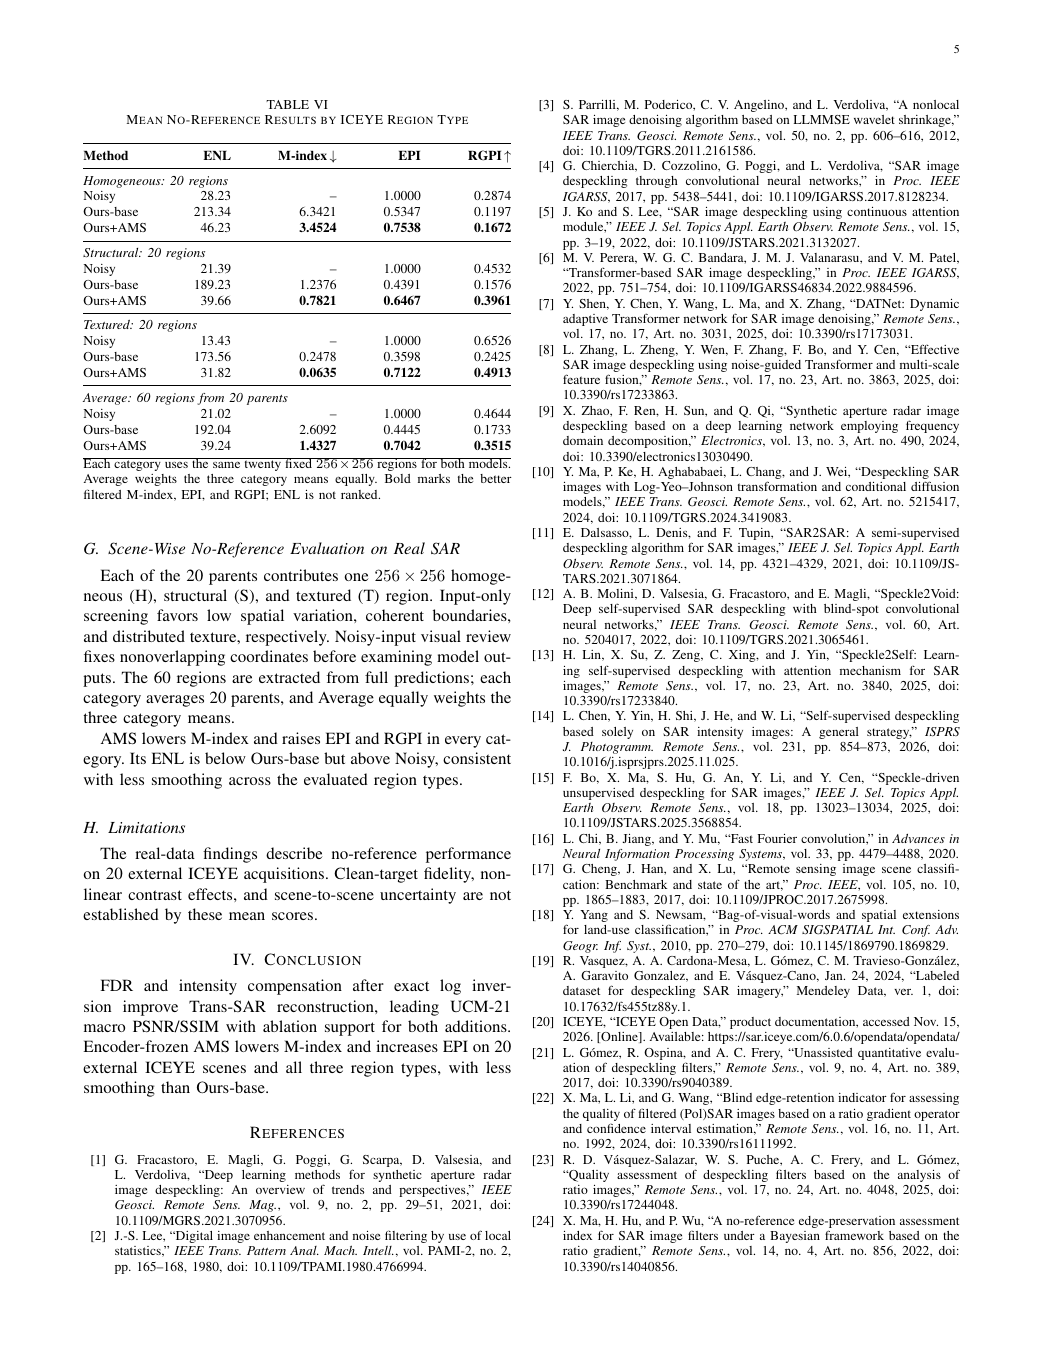 5
TABLE VI
MEAN NO-REFERENCE RESULTS BY ICEYE REGION TYPE
Method ENL M-index ↓ EPI RGPI ↑
Homogeneous: 20 regions
Noisy 28.23 – 1.0000 0.2874
Ours-base 213.34 6.3421 0.5347 0.1197
Ours+AMS 46.23 3.4524 0.7538 0.1672
Structural: 20 regions
Noisy 21.39 – 1.0000 0.4532
Ours-base 189.23 1.2376 0.4391 0.1576
Ours+AMS 39.66 0.7821 0.6467 0.3961
Textured: 20 regions
Noisy 13.43 – 1.0000 0.6526
Ours-base 173.56 0.2478 0.3598 0.2425
Ours+AMS 31.82 0.0635 0.7122 0.4913
Average: 60 regions from 20 parents
Noisy 21.02 – 1.0000 0.4644
Ours-base 192.04 2.6092 0.4445 0.1733
Ours+AMS 39.24 1.4327 0.7042 0.3515
Each category uses the same twenty fixed 256 × 256 regions for both models.
Average weights the three category means equally. Bold marks the better
filtered M-index, EPI, and RGPI; ENL is not ranked.
G. Scene-Wise No-Reference Evaluation on Real SAR
Each of the 20 parents contributes one 256 × 256 homoge-
neous (H), structural (S), and textured (T) region. Input-only
screening favors low spatial variation, coherent boundaries,
and distributed texture, respectively. Noisy-input visual review
fixes nonoverlapping coordinates before examining model out-
puts. The 60 regions are extracted from full predictions; each
category averages 20 parents, and Average equally weights the
three category means.
AMS lowers M-index and raises EPI and RGPI in every cat-
egory. Its ENL is below Ours-base but above Noisy, consistent
with less smoothing across the evaluated region types.
H. Limitations
The real-data findings describe no-reference performance
on 20 external ICEYE acquisitions. Clean-target fidelity, non-
linear contrast effects, and scene-to-scene uncertainty are not
established by these mean scores.
IV. CONCLUSION
FDR and intensity compensation after exact log inver-
sion improve Trans-SAR reconstruction, leading UCM-21
macro PSNR/SSIM with ablation support for both additions.
Encoder-frozen AMS lowers M-index and increases EPI on 20
external ICEYE scenes and all three region types, with less
smoothing than Ours-base.
REFERENCES
[1] G. Fracastoro, E. Magli, G. Poggi, G. Scarpa, D. Valsesia, and
L. Verdoliva, “Deep learning methods for synthetic aperture radar
image despeckling: An overview of trends and perspectives,” IEEE
Geosci. Remote Sens. Mag., vol. 9, no. 2, pp. 29–51, 2021, doi:
10.1109/MGRS.2021.3070956.
[2] J.-S. Lee, “Digital image enhancement and noise filtering by use of local
statistics,” IEEE Trans. Pattern Anal. Mach. Intell., vol. PAMI-2, no. 2,
pp. 165–168, 1980, doi: 10.1109/TPAMI.1980.4766994.
[3] S. Parrilli, M. Poderico, C. V. Angelino, and L. Verdoliva, “A nonlocal
SAR image denoising algorithm based on LLMMSE wavelet shrinkage,”
IEEE Trans. Geosci. Remote Sens., vol. 50, no. 2, pp. 606–616, 2012,
doi: 10.1109/TGRS.2011.2161586.
[4] G. Chierchia, D. Cozzolino, G. Poggi, and L. Verdoliva, “SAR image
despeckling through convolutional neural networks,” in Proc. IEEE
IGARSS, 2017, pp. 5438–5441, doi: 10.1109/IGARSS.2017.8128234.
[5] J. Ko and S. Lee, “SAR image despeckling using continuous attention
module,” IEEE J. Sel. Topics Appl. Earth Observ. Remote Sens., vol. 15,
pp. 3–19, 2022, doi: 10.1109/JSTARS.2021.3132027.
[6] M. V. Perera, W. G. C. Bandara, J. M. J. Valanarasu, and V. M. Patel,
“Transformer-based SAR image despeckling,” in Proc. IEEE IGARSS,
2022, pp. 751–754, doi: 10.1109/IGARSS46834.2022.9884596.
[7] Y. Shen, Y. Chen, Y. Wang, L. Ma, and X. Zhang, “DATNet: Dynamic
adaptive Transformer network for SAR image denoising,” Remote Sens.,
vol. 17, no. 17, Art. no. 3031, 2025, doi: 10.3390/rs17173031.
[8] L. Zhang, L. Zheng, Y. Wen, F. Zhang, F. Bo, and Y. Cen, “Effective
SAR image despeckling using noise-guided Transformer and multi-scale
feature fusion,” Remote Sens., vol. 17, no. 23, Art. no. 3863, 2025, doi:
10.3390/rs17233863.
[9] X. Zhao, F. Ren, H. Sun, and Q. Qi, “Synthetic aperture radar image
despeckling based on a deep learning network employing frequency
domain decomposition,” Electronics, vol. 13, no. 3, Art. no. 490, 2024,
doi: 10.3390/electronics13030490.
[10] Y. Ma, P. Ke, H. Aghababaei, L. Chang, and J. Wei, “Despeckling SAR
images with Log-Yeo–Johnson transformation and conditional diffusion
models,” IEEE Trans. Geosci. Remote Sens., vol. 62, Art. no. 5215417,
2024, doi: 10.1109/TGRS.2024.3419083.
[11] E. Dalsasso, L. Denis, and F. Tupin, “SAR2SAR: A semi-supervised
despeckling algorithm for SAR images,” IEEE J. Sel. Topics Appl. Earth
Observ. Remote Sens., vol. 14, pp. 4321–4329, 2021, doi: 10.1109/JS-
TARS.2021.3071864.
[12] A. B. Molini, D. Valsesia, G. Fracastoro, and E. Magli, “Speckle2Void:
Deep self-supervised SAR despeckling with blind-spot convolutional
neural networks,” IEEE Trans. Geosci. Remote Sens., vol. 60, Art.
no. 5204017, 2022, doi: 10.1109/TGRS.2021.3065461.
[13] H. Lin, X. Su, Z. Zeng, C. Xing, and J. Yin, “Speckle2Self: Learn-
ing self-supervised despeckling with attention mechanism for SAR
images,” Remote Sens., vol. 17, no. 23, Art. no. 3840, 2025, doi:
10.3390/rs17233840.
[14] L. Chen, Y. Yin, H. Shi, J. He, and W. Li, “Self-supervised despeckling
based solely on SAR intensity images: A general strategy,” ISPRS
J. Photogramm. Remote Sens., vol. 231, pp. 854–873, 2026, doi:
10.1016/j.isprsjprs.2025.11.025.
[15] F. Bo, X. Ma, S. Hu, G. An, Y. Li, and Y. Cen, “Speckle-driven
unsupervised despeckling for SAR images,” IEEE J. Sel. Topics Appl.
Earth Observ. Remote Sens., vol. 18, pp. 13023–13034, 2025, doi:
10.1109/JSTARS.2025.3568854.
[16] L. Chi, B. Jiang, and Y. Mu, “Fast Fourier convolution,” in Advances in
Neural Information Processing Systems, vol. 33, pp. 4479–4488, 2020.
[17] G. Cheng, J. Han, and X. Lu, “Remote sensing image scene classifi-
cation: Benchmark and state of the art,” Proc. IEEE, vol. 105, no. 10,
pp. 1865–1883, 2017, doi: 10.1109/JPROC.2017.2675998.
[18] Y. Yang and S. Newsam, “Bag-of-visual-words and spatial extensions
for land-use classification,” in Proc. ACM SIGSPATIAL Int. Conf. Adv.
Geogr. Inf. Syst., 2010, pp. 270–279, doi: 10.1145/1869790.1869829.
[19] R. Vasquez, A. A. Cardona-Mesa, L. Gómez, C. M. Travieso-González,
A. Garavito Gonzalez, and E. Vásquez-Cano, Jan. 24, 2024, “Labeled
dataset for despeckling SAR imagery,” Mendeley Data, ver. 1, doi:
10.17632/fs455tz88y.1.
[20] ICEYE, “ICEYE Open Data,” product documentation, accessed Nov. 15,
2026. [Online]. Available: https://sar.iceye.com/6.0.6/opendata/opendata/
[21] L. Gómez, R. Ospina, and A. C. Frery, “Unassisted quantitative evalu-
ation of despeckling filters,” Remote Sens., vol. 9, no. 4, Art. no. 389,
2017, doi: 10.3390/rs9040389.
[22] X. Ma, L. Li, and G. Wang, “Blind edge-retention indicator for assessing
the quality of filtered (Pol)SAR images based on a ratio gradient operator
and confidence interval estimation,” Remote Sens., vol. 16, no. 11, Art.
no. 1992, 2024, doi: 10.3390/rs16111992.
[23] R. D. Vásquez-Salazar, W. S. Puche, A. C. Frery, and L. Gómez,
“Quality assessment of despeckling filters based on the analysis of
ratio images,” Remote Sens., vol. 17, no. 24, Art. no. 4048, 2025, doi:
10.3390/rs17244048.
[24] X. Ma, H. Hu, and P. Wu, “A no-reference edge-preservation assessment
index for SAR image filters under a Bayesian framework based on the
ratio gradient,” Remote Sens., vol. 14, no. 4, Art. no. 856, 2022, doi:
10.3390/rs14040856.